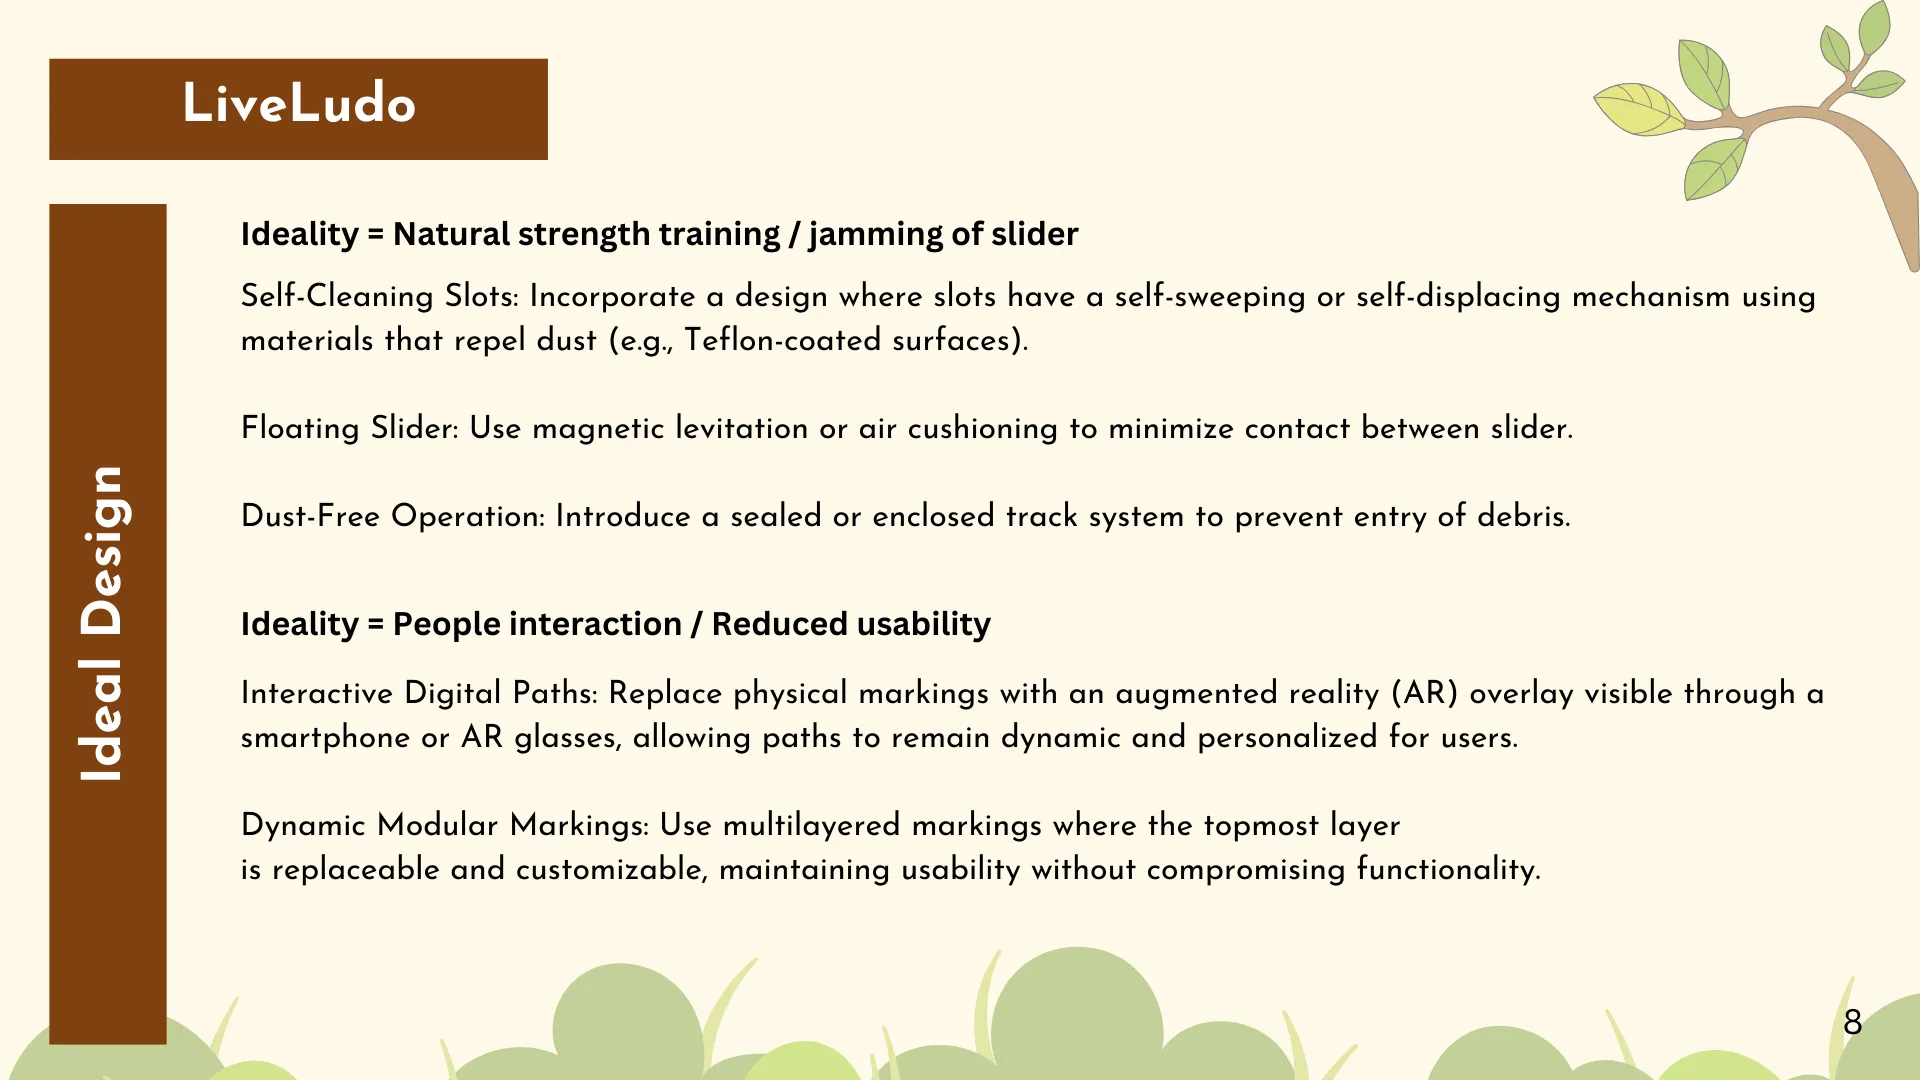 LiveLudo
Ideal Design
Ideality = Natural strength training / jamming of slider
Self-Cleaning Slots: Incorporate a design where slots have a self-sweeping or self-displacing mechanism using
materials that repel dust (e.g., Teflon-coated surfaces).
Floating Slider: Use magnetic levitation or air cushioning to minimize contact between slider.
Dust-Free Operation: Introduce a sealed or enclosed track system to prevent entry of debris.
Ideality = People interaction / Reduced usability
Interactive Digital Paths: Replace physical markings with an augmented reality (AR) overlay visible through a
smartphone or AR glasses, allowing paths to remain dynamic and personalized for users.
Dynamic Modular Markings: Use multilayered markings where the topmost layer
is replaceable and customizable, maintaining usability without compromising functionality.
8